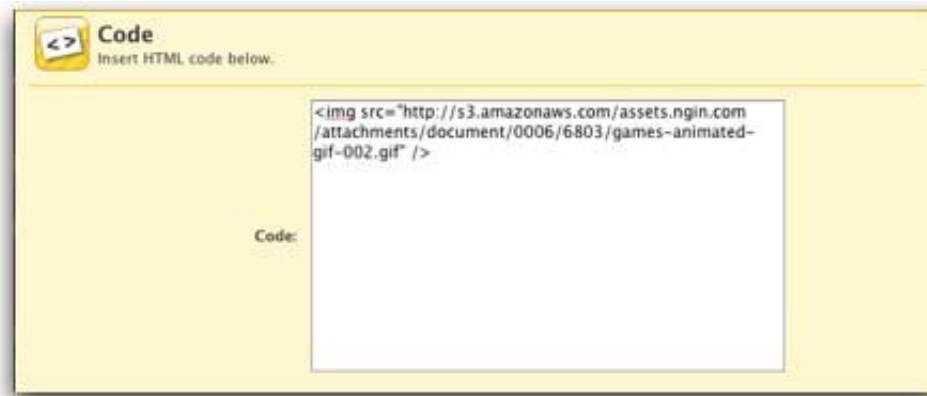 Code
Insert HTML code below.
<img src="http://s3.amazonaws.com/assets.ngin.com
/attachments/document/0006/6803/games-animated-
gif-002.gif" />
Code: